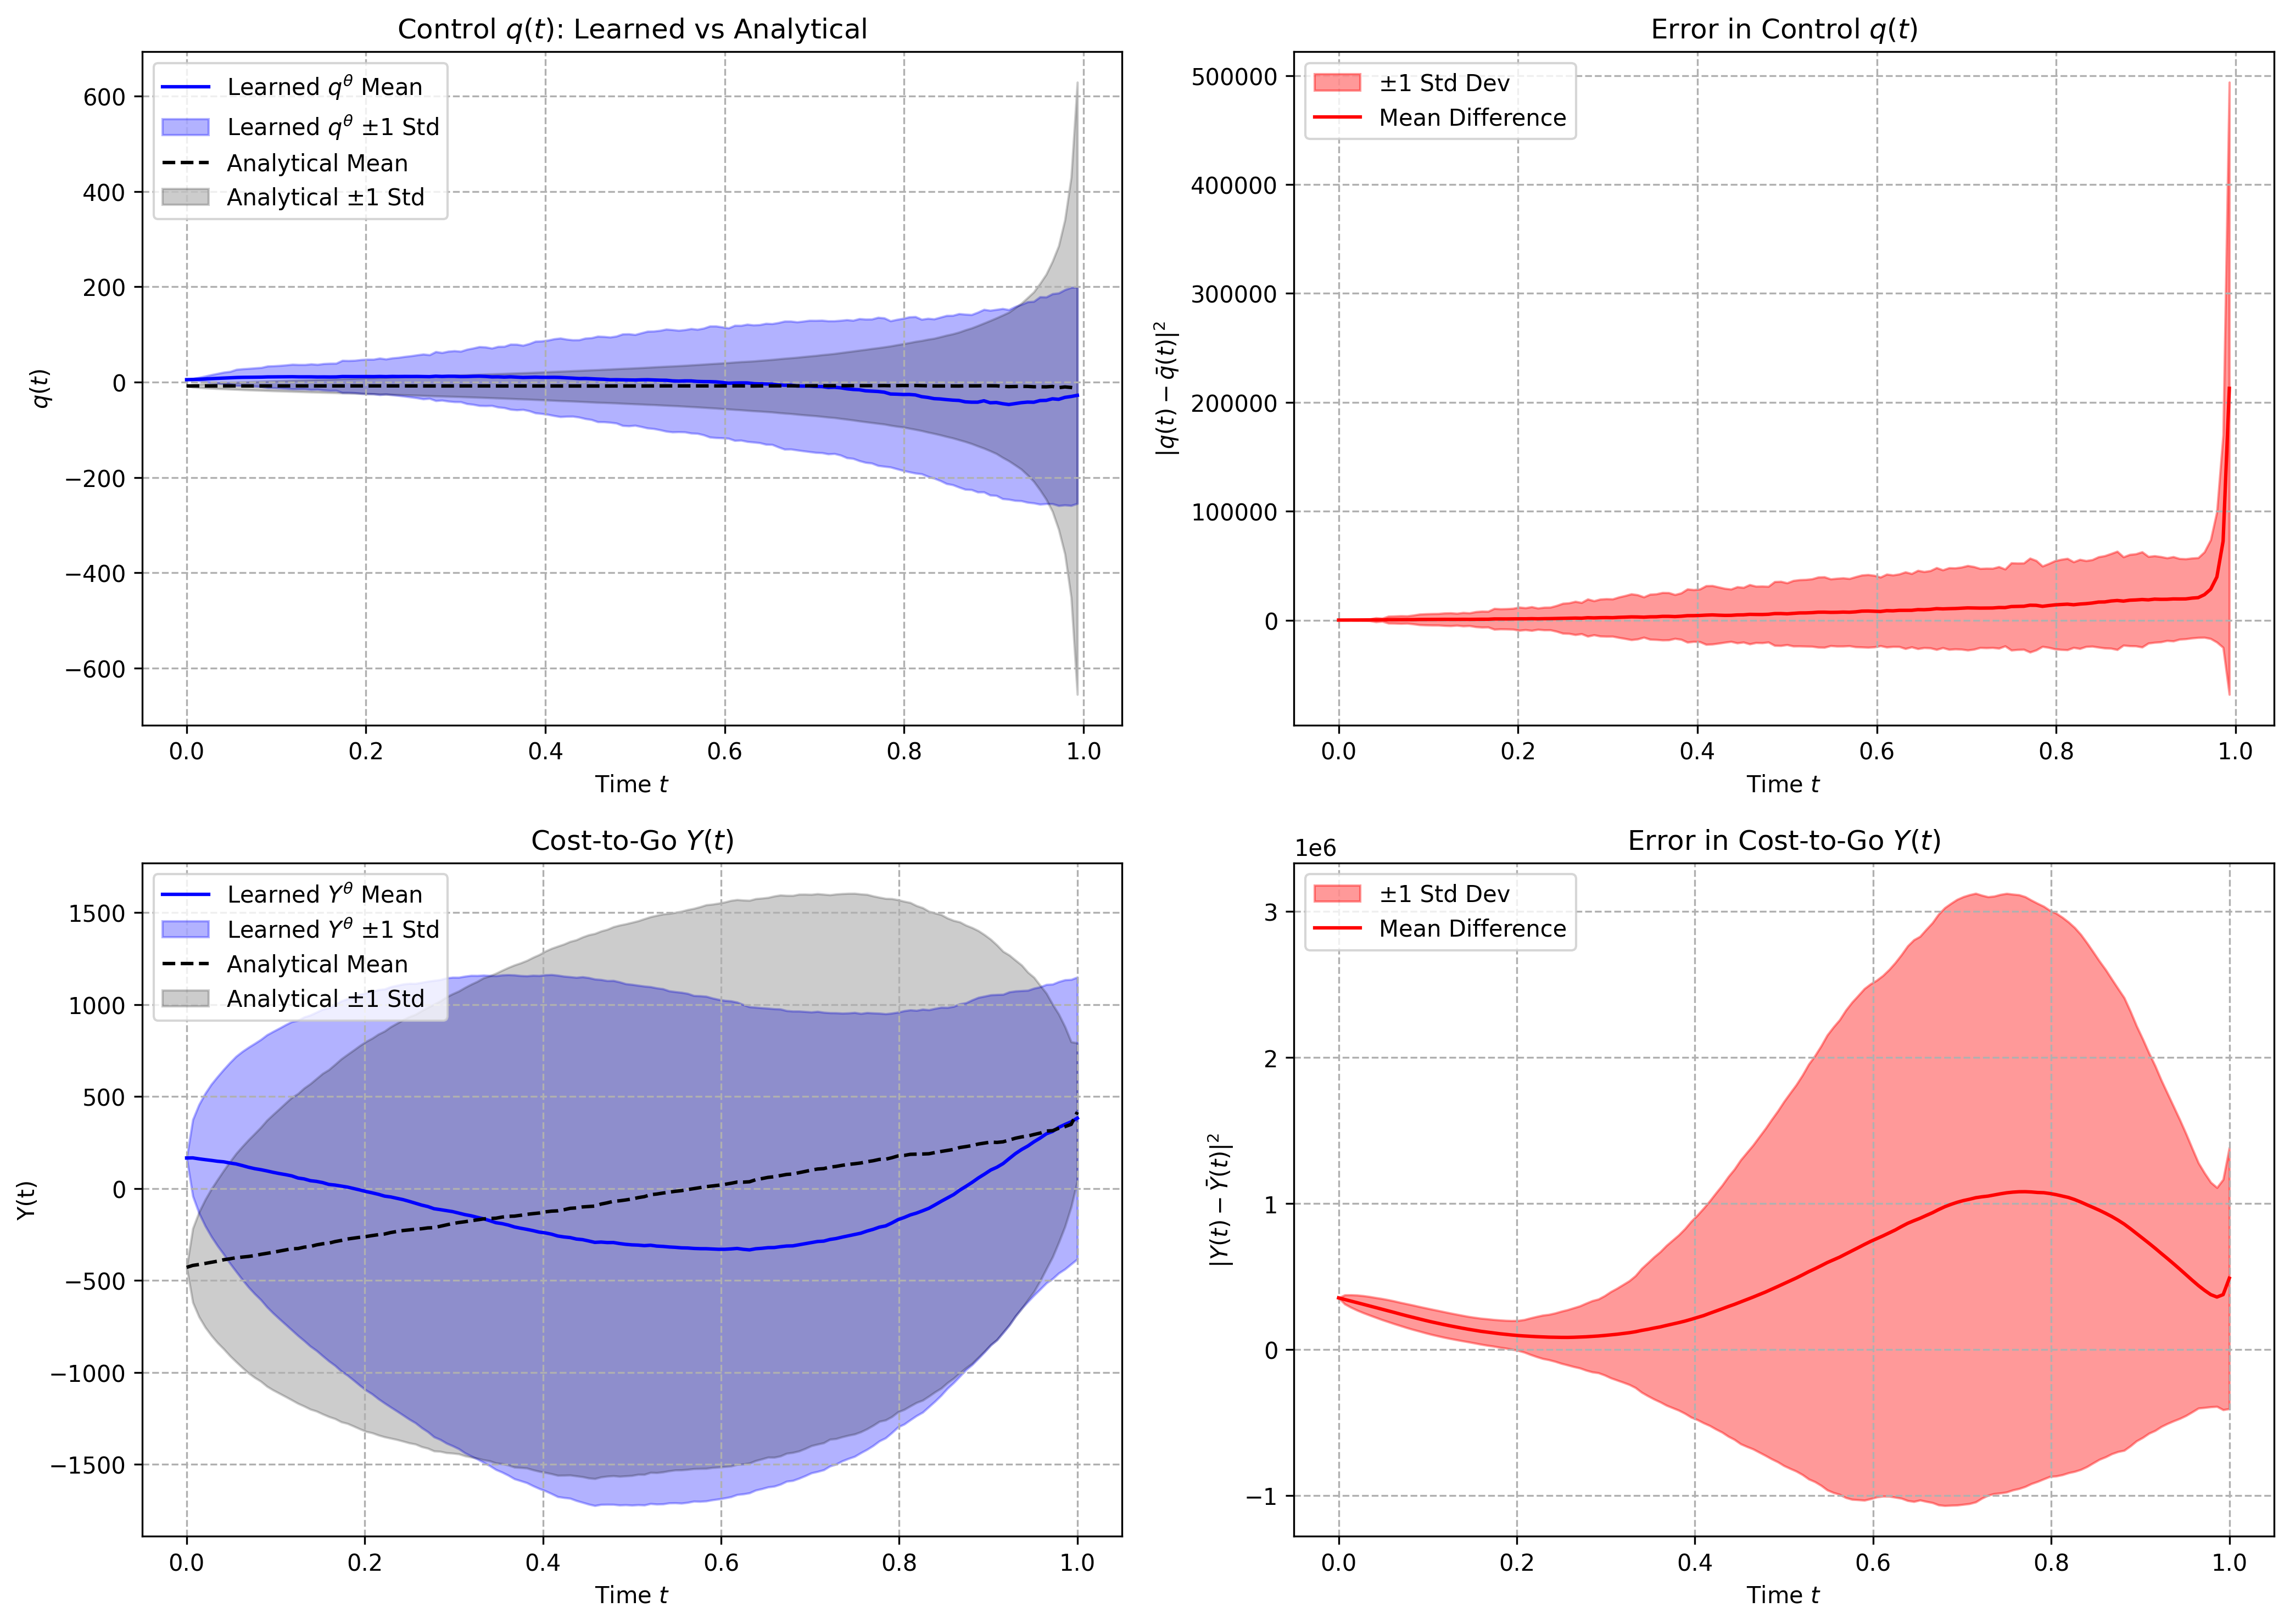 Control q(t): Learned vs Analytical
Learned q^θ Mean
Learned q^θ ±1 Std
Analytical Mean
Analytical ±1 Std
q(t)
600
400
200
0
−200
−400
−600
0.0 0.2 0.4 0.6 0.8 1.0
Time t
Error in Control q(t)
±1 Std Dev
Mean Difference
|q(t) − q̄(t)|²
500000
400000
300000
200000
100000
0
0.0 0.2 0.4 0.6 0.8 1.0
Time t
Cost-to-Go Y(t)
Learned Y^θ Mean
Learned Y^θ ±1 Std
Analytical Mean
Analytical ±1 Std
Y(t)
1500
1000
500
0
−500
−1000
−1500
0.0 0.2 0.4 0.6 0.8 1.0
Time t
Error in Cost-to-Go Y(t)
1e6
±1 Std Dev
Mean Difference
|Y(t) − Ȳ(t)|²
3
2
1
0
−1
0.0 0.2 0.4 0.6 0.8 1.0
Time t